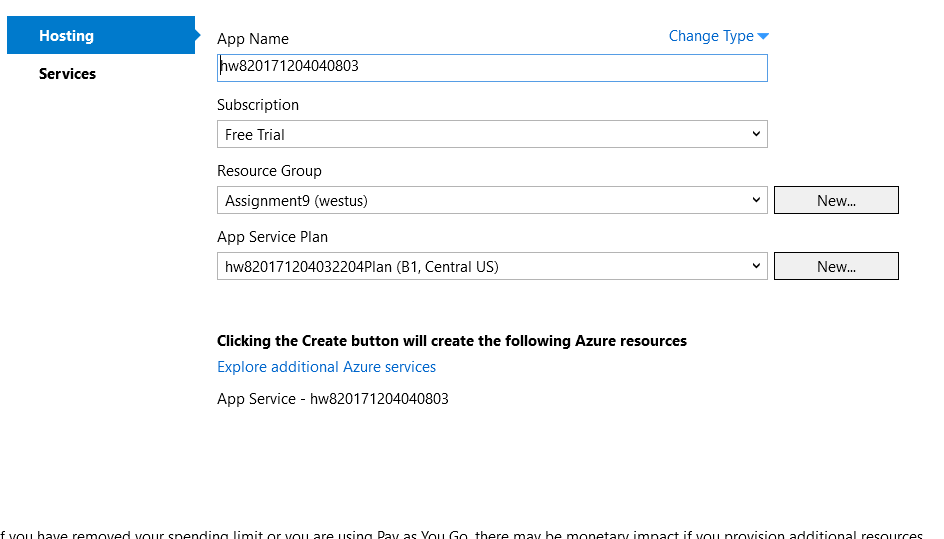 Hosting
Services
App Name
Change Type
hw820171204040803
Subscription
Free Trial
Resource Group
Assignment9 (westus)
New...
App Service Plan
hw820171204032204Plan (B1, Central US)
New...
Clicking the Create button will create the following Azure resources
Explore additional Azure services
App Service - hw820171204040803
f you have removed your spending limit or you are using Pay as You Go, there may be monetary impact if you provision additional resources